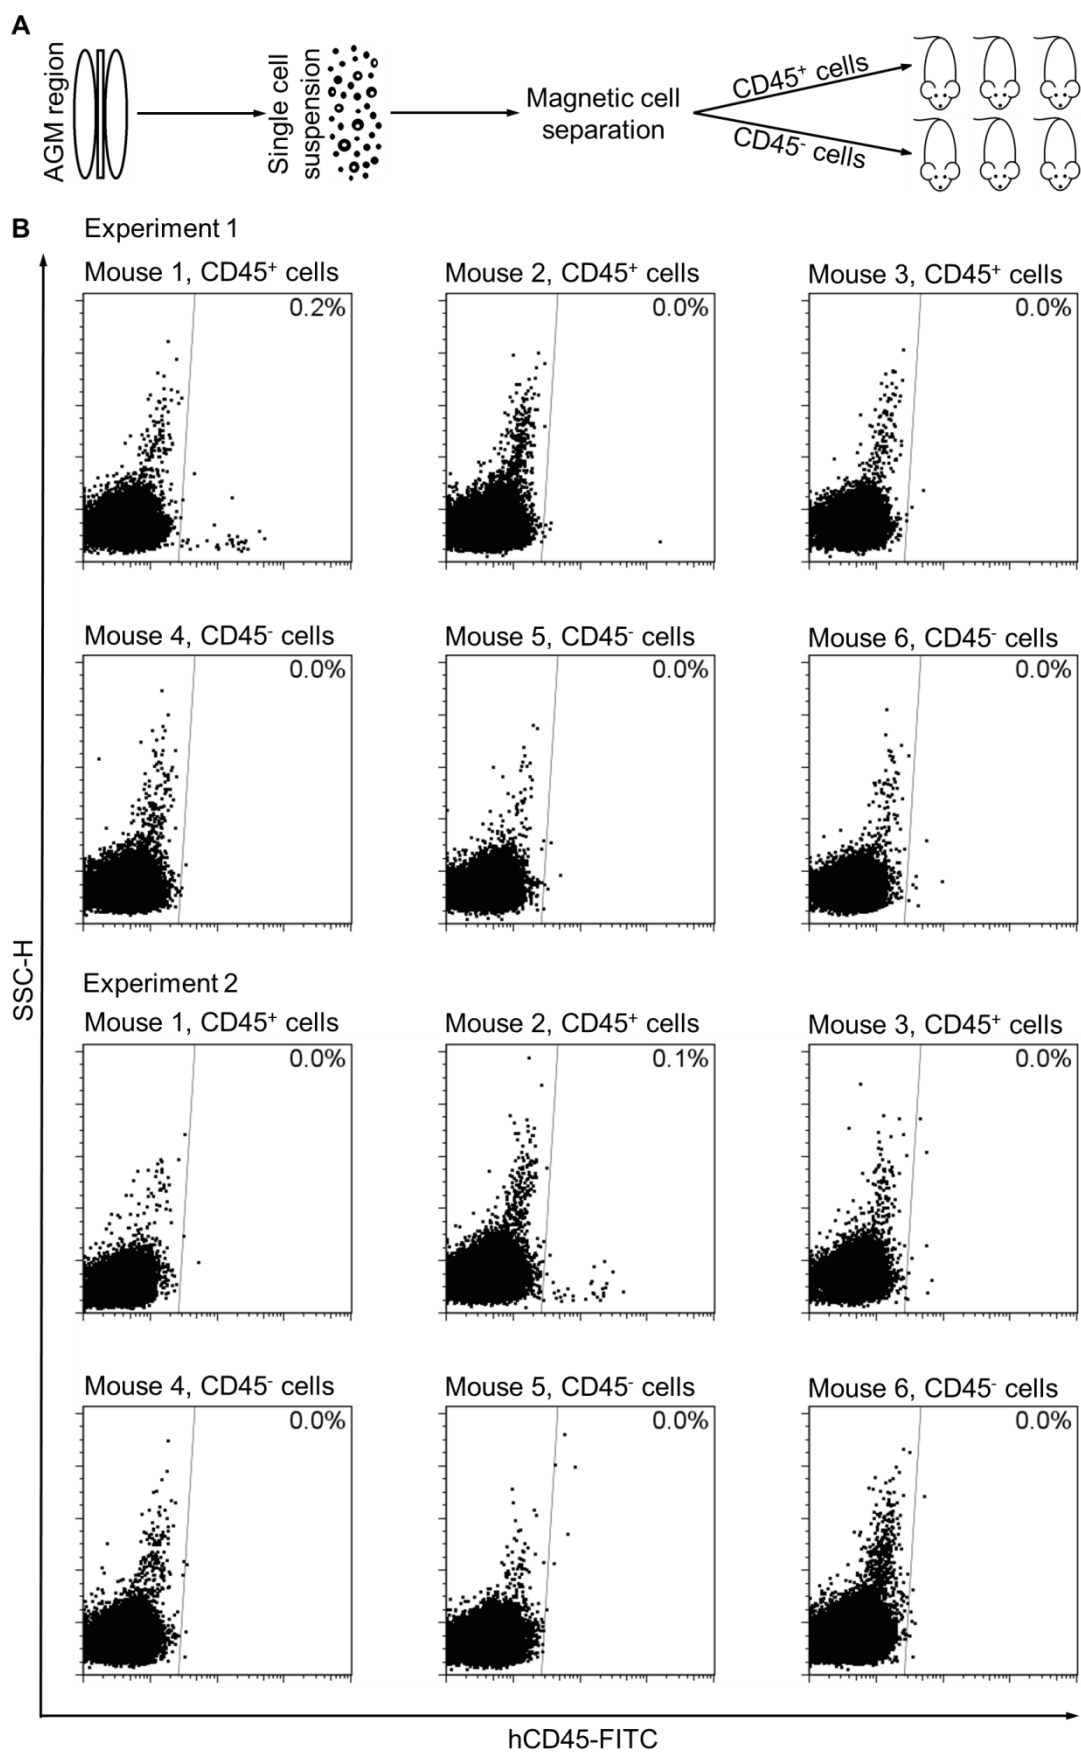 A
AGM region
Single cell
suspension
Magnetic cell
separation
CD45⁺ cells
CD45⁻ cells
B
Experiment 1
Mouse 1, CD45⁺ cells
0.2%
Mouse 2, CD45⁺ cells
0.0%
Mouse 3, CD45⁺ cells
0.0%
Mouse 4, CD45⁻ cells
0.0%
Mouse 5, CD45⁻ cells
0.0%
Mouse 6, CD45⁻ cells
0.0%
Experiment 2
Mouse 1, CD45⁺ cells
0.0%
Mouse 2, CD45⁺ cells
0.1%
Mouse 3, CD45⁺ cells
0.0%
Mouse 4, CD45⁻ cells
0.0%
Mouse 5, CD45⁻ cells
0.0%
Mouse 6, CD45⁻ cells
0.0%
SSC-H
hCD45-FITC